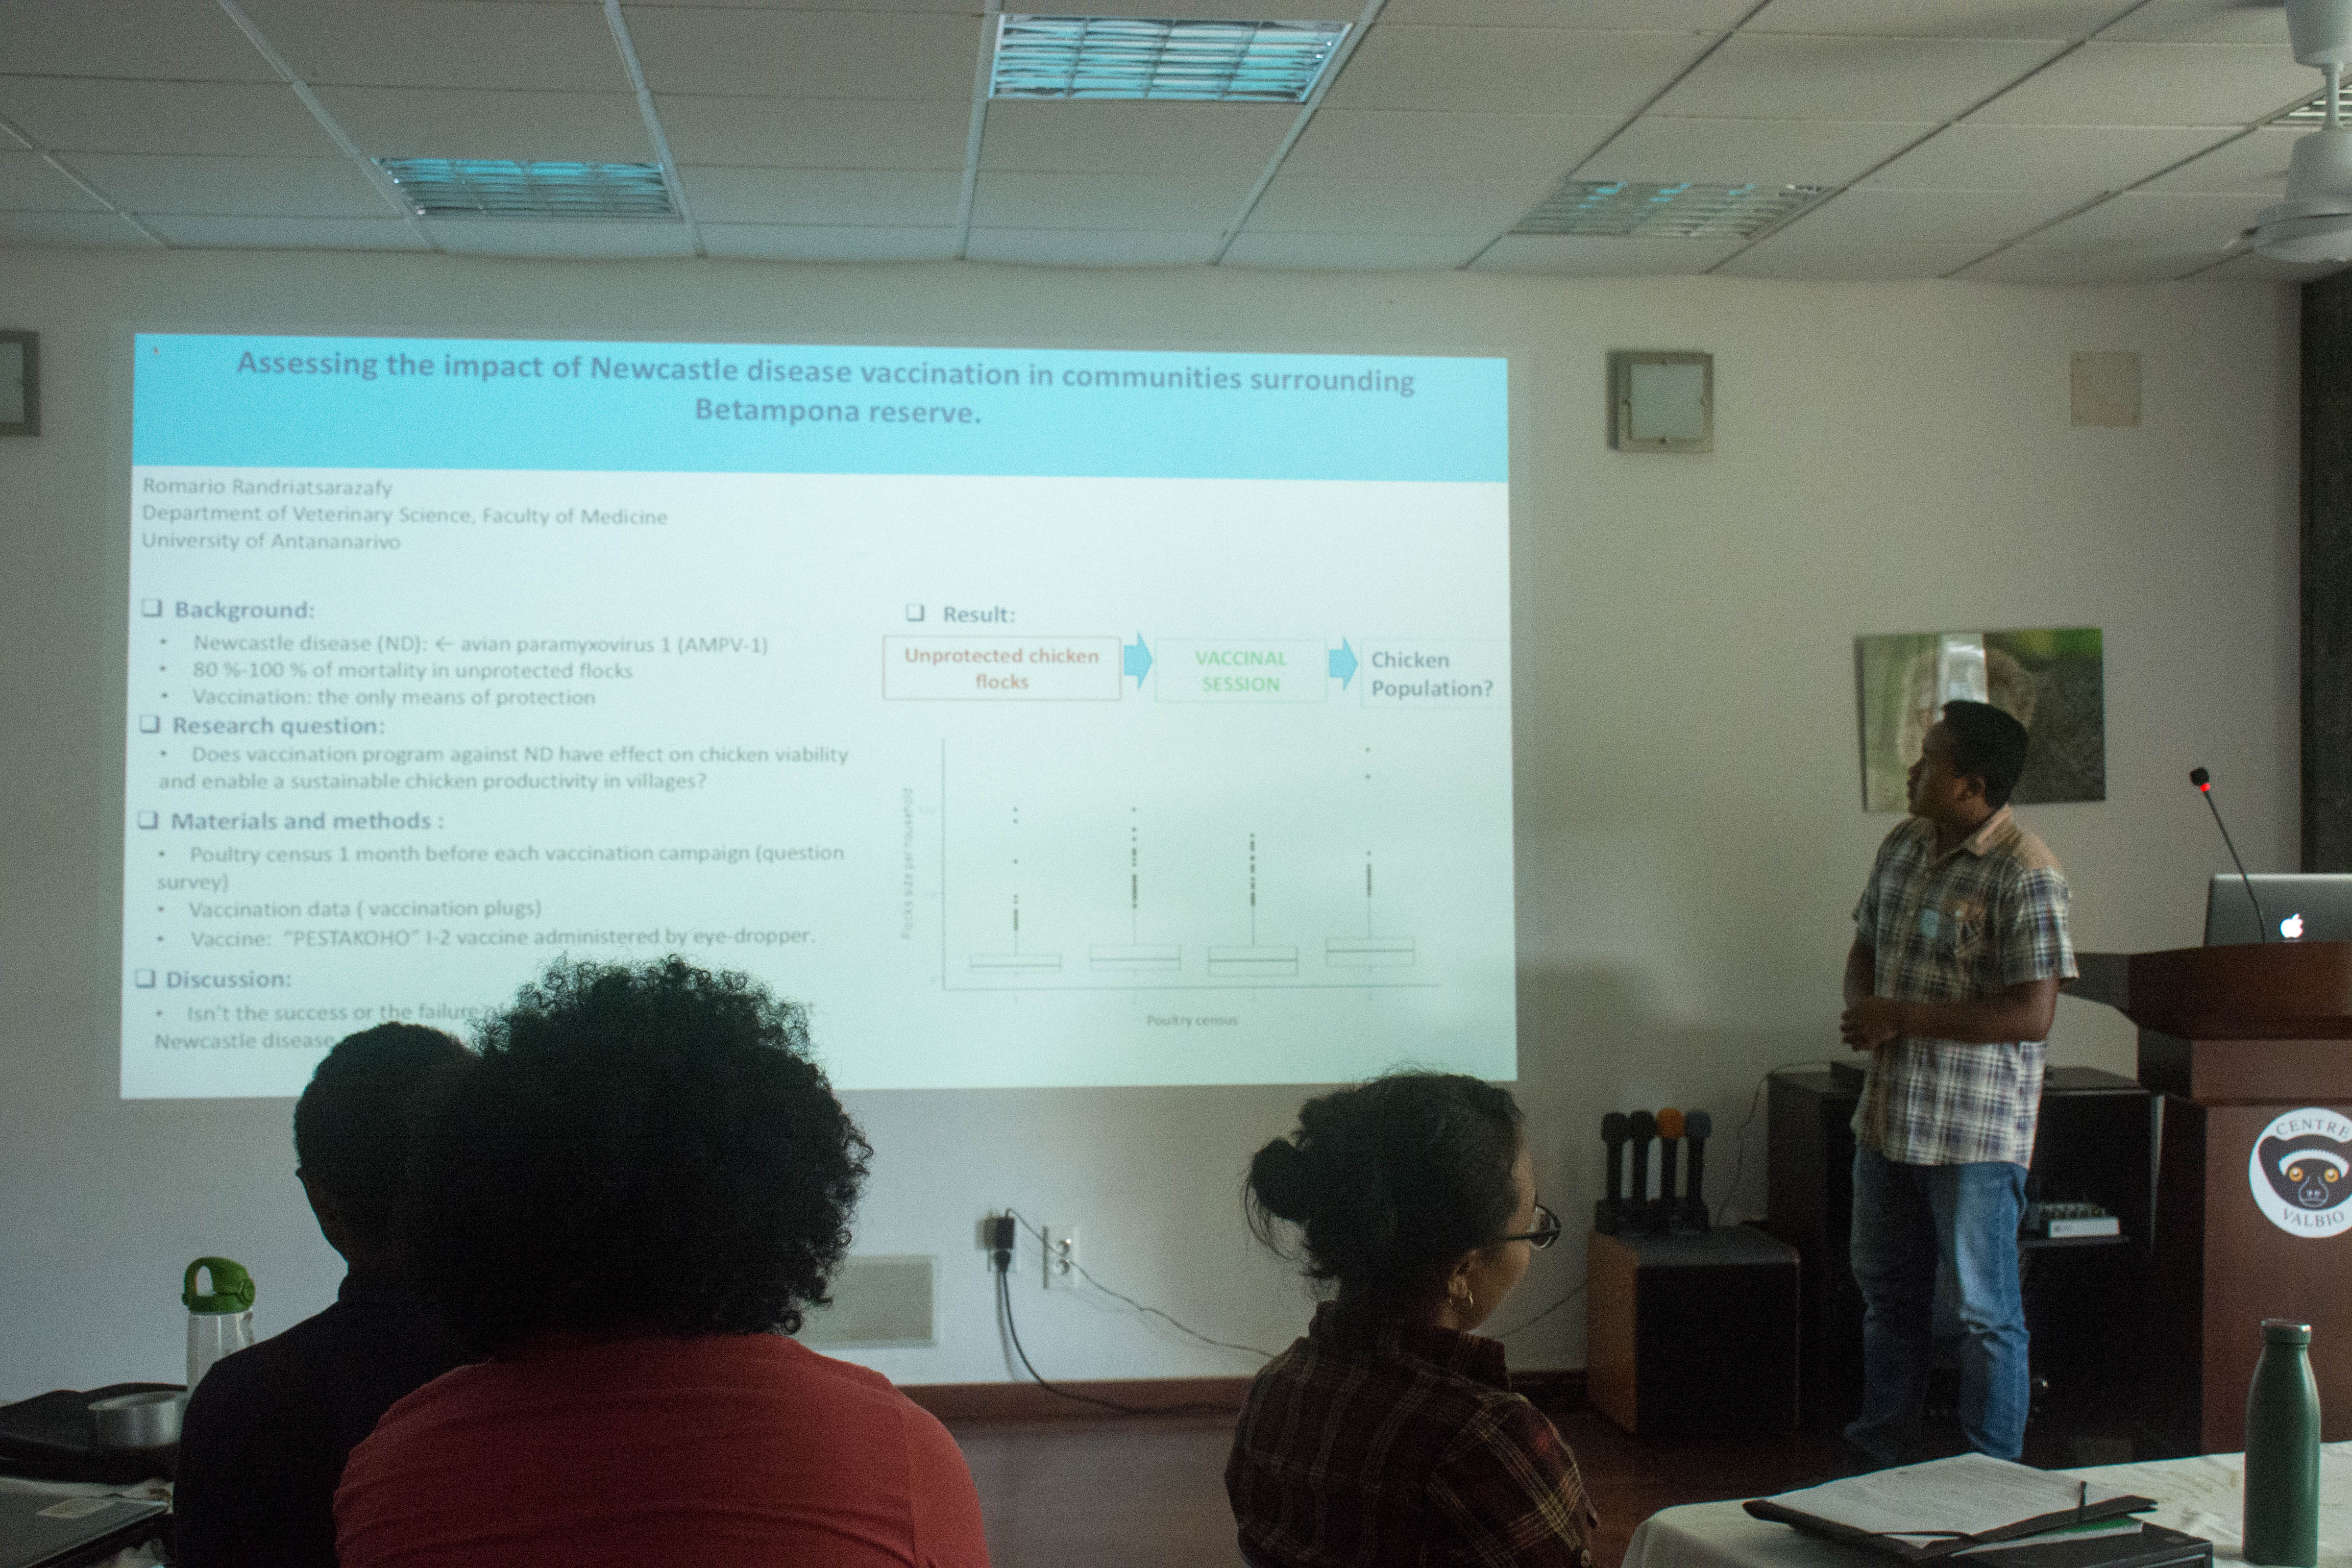 Assessing the impact of Newcastle disease vaccination in communities surrounding
Betampona reserve.
Romario Randriatsarazafy
Department of Veterinary Science, Faculty of Medicine
University of Antananarivo
❑ Background:
• Newcastle disease (ND): ← avian paramyxovirus 1 (AMPV-1)
• 80 %-100 % of mortality in unprotected flocks
• Vaccination: the only means of protection
❑ Research question:
• Does vaccination program against ND have effect on chicken viability
and enable a sustainable chicken productivity in villages?
❑ Materials and methods :
• Poultry census 1 month before each vaccination campaign (question
survey)
• Vaccination data ( vaccination plugs)
• Vaccine: “PESTAKOHO” I-2 vaccine administered by eye-dropper.
❑ Discussion:
• Isn't the success or the failure
Newcastle disease
❑ Result:
Unprotected chicken
flocks
VACCINAL
SESSION
Chicken
Population?
Flocks size per household
Poultry census
CENTRE
VALBIO